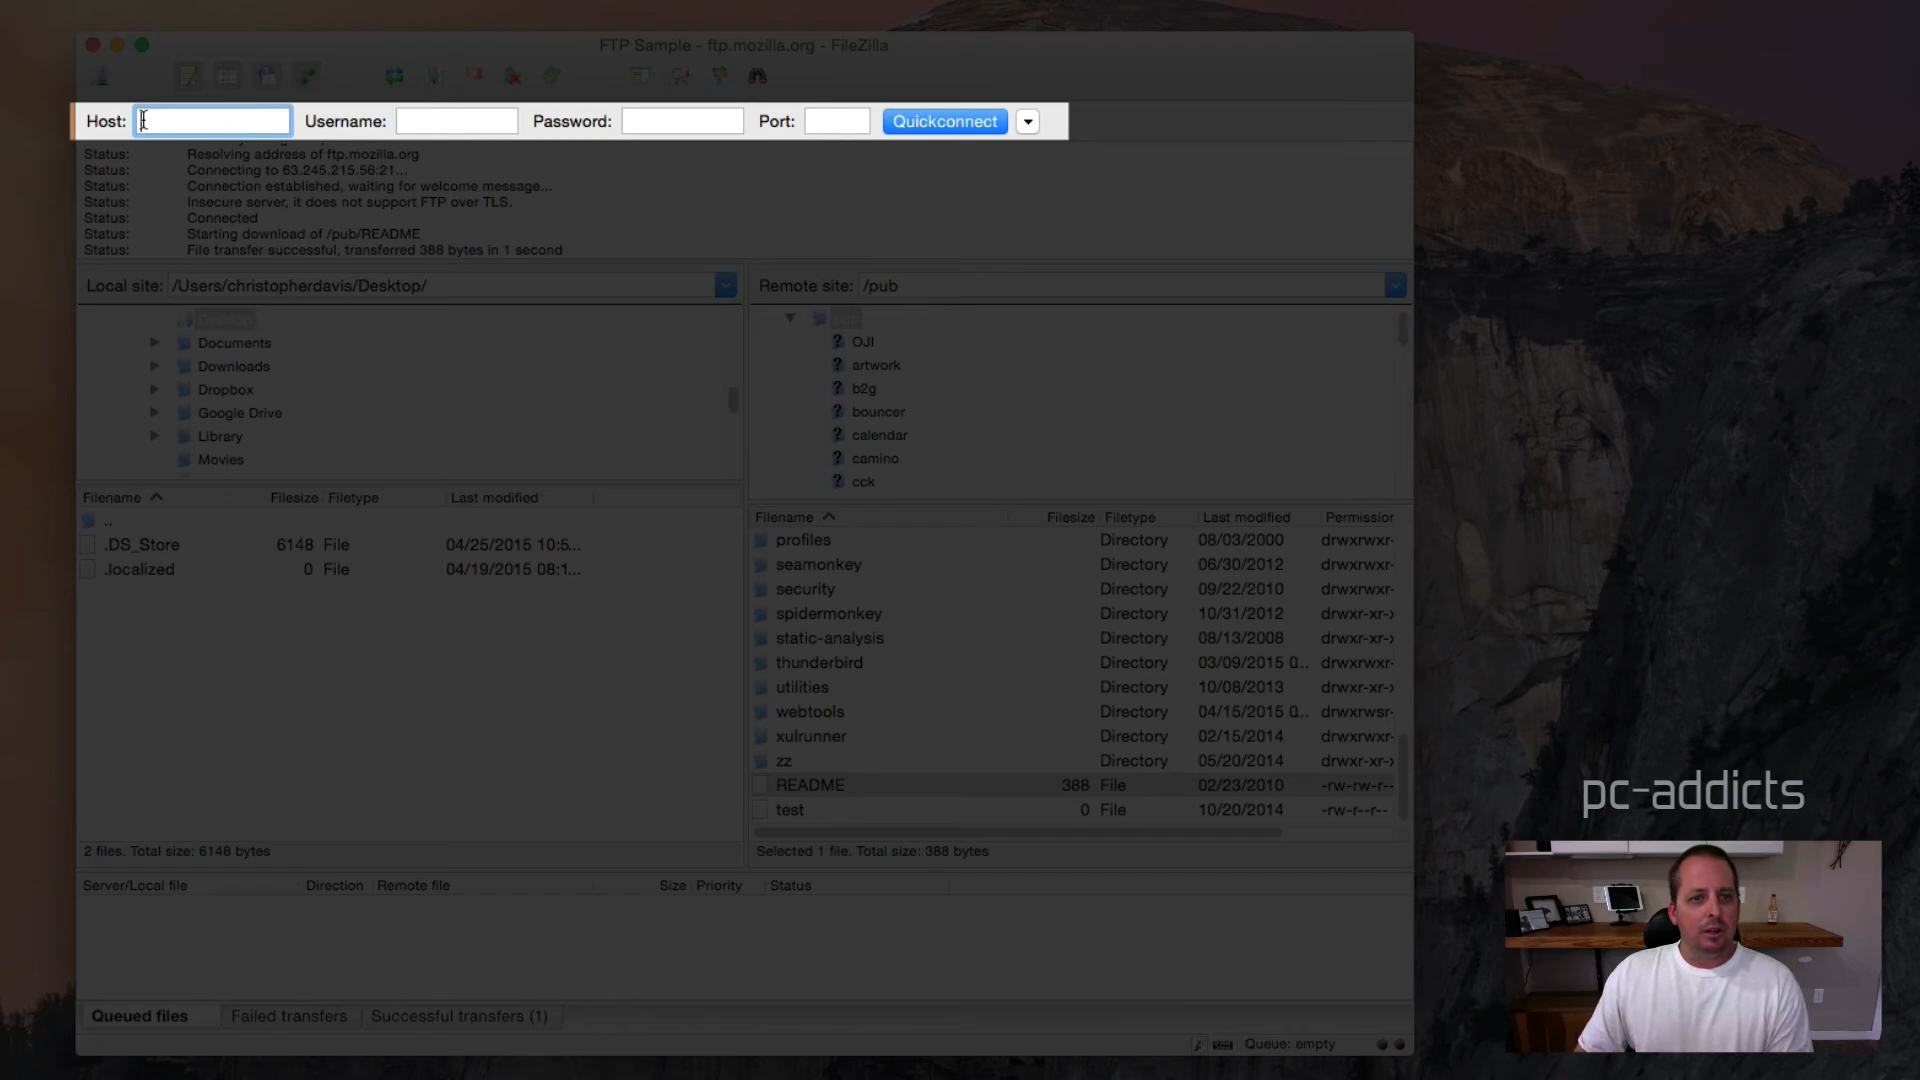 FTP Sample - ftp.mozilla.org - FileZilla
Host: Username: Password: Port: Quickconnect
Status: Resolving address of ftp.mozilla.org
Status: Connecting to 63.245.215.56:21...
Status: Connection established, waiting for welcome message...
Status: Insecure server, it does not support FTP over TLS.
Status: Connected
Status: Starting download of /pub/README
Status: File transfer successful, transferred 388 bytes in 1 second
Local site: /Users/christopherdavis/Desktop/
Desktop
Documents
Downloads
Dropbox
Google Drive
Library
Movies
Filename Filesize Filetype Last modified
..
.DS_Store 6148 File 04/25/2015 10:5...
.localized 0 File 04/19/2015 08:1...
2 files. Total size: 6148 bytes
Remote site: /pub
pub
? OJI
? artwork
? b2g
? bouncer
? calendar
? camino
? cck
Filename Filesize Filetype Last modified Permission
profiles Directory 08/03/2000 drwxrwxr-
seamonkey Directory 06/30/2012 drwxrwxr-
security Directory 09/22/2010 drwxrwxr-
spidermonkey Directory 10/31/2012 drwxr-xr-x
static-analysis Directory 08/13/2008 drwxr-xr-x
thunderbird Directory 03/09/2015 0... drwxrwxr-
utilities Directory 10/08/2013 drwxr-xr-x
webtools Directory 04/15/2015 0... drwxrwsr-
xulrunner Directory 02/15/2014 drwxrwxr-
zz Directory 05/20/2014 drwxr-xr-x
README 388 File 02/23/2010 -rw-rw-r--
test 0 File 10/20/2014 -rw-r--r--
Selected 1 file. Total size: 388 bytes
Server/Local file Direction Remote file Size Priority Status
Queued files Failed transfers Successful transfers (1)
Queue: empty
pc-addicts